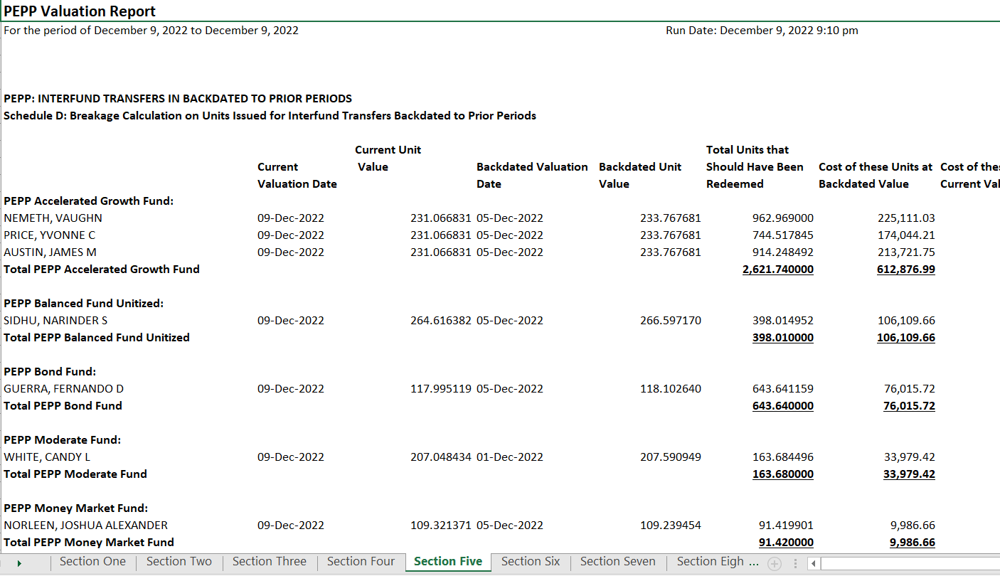 PEPP Valuation Report
For the period of December 9, 2022 to December 9, 2022 Run Date: December 9, 2022 9:10 pm
PEPP: INTERFUND TRANSFERS IN BACKDATED TO PRIOR PERIODS
Schedule D: Breakage Calculation on Units Issued for Interfund Transfers Backdated to Prior Periods
Current Unit Total Units that
Current Value Backdated Valuation Backdated Unit Should Have Been Cost of these Units at Cost of the
Valuation Date Date Value Redeemed Backdated Value Current Val
PEPP Accelerated Growth Fund:
NEMETH, VAUGHN 09-Dec-2022 231.066831 05-Dec-2022 233.767681 962.969000 225,111.03
PRICE, YVONNE C 09-Dec-2022 231.066831 05-Dec-2022 233.767681 744.517845 174,044.21
AUSTIN, JAMES M 09-Dec-2022 231.066831 05-Dec-2022 233.767681 914.248492 213,721.75
Total PEPP Accelerated Growth Fund 2,621.740000 612,876.99
PEPP Balanced Fund Unitized:
SIDHU, NARINDER S 09-Dec-2022 264.616382 05-Dec-2022 266.597170 398.014952 106,109.66
Total PEPP Balanced Fund Unitized 398.010000 106,109.66
PEPP Bond Fund:
GUERRA, FERNANDO D 09-Dec-2022 117.995119 05-Dec-2022 118.102640 643.641159 76,015.72
Total PEPP Bond Fund 643.640000 76,015.72
PEPP Moderate Fund:
WHITE, CANDY L 09-Dec-2022 207.048434 01-Dec-2022 207.590949 163.684496 33,979.42
Total PEPP Moderate Fund 163.680000 33,979.42
PEPP Money Market Fund:
NORLEEN, JOSHUA ALEXANDER 09-Dec-2022 109.321371 05-Dec-2022 109.239454 91.419901 9,986.66
Total PEPP Money Market Fund 91.420000 9,986.66
Section One Section Two Section Three Section Four Section Five Section Six Section Seven Section Eigh ...